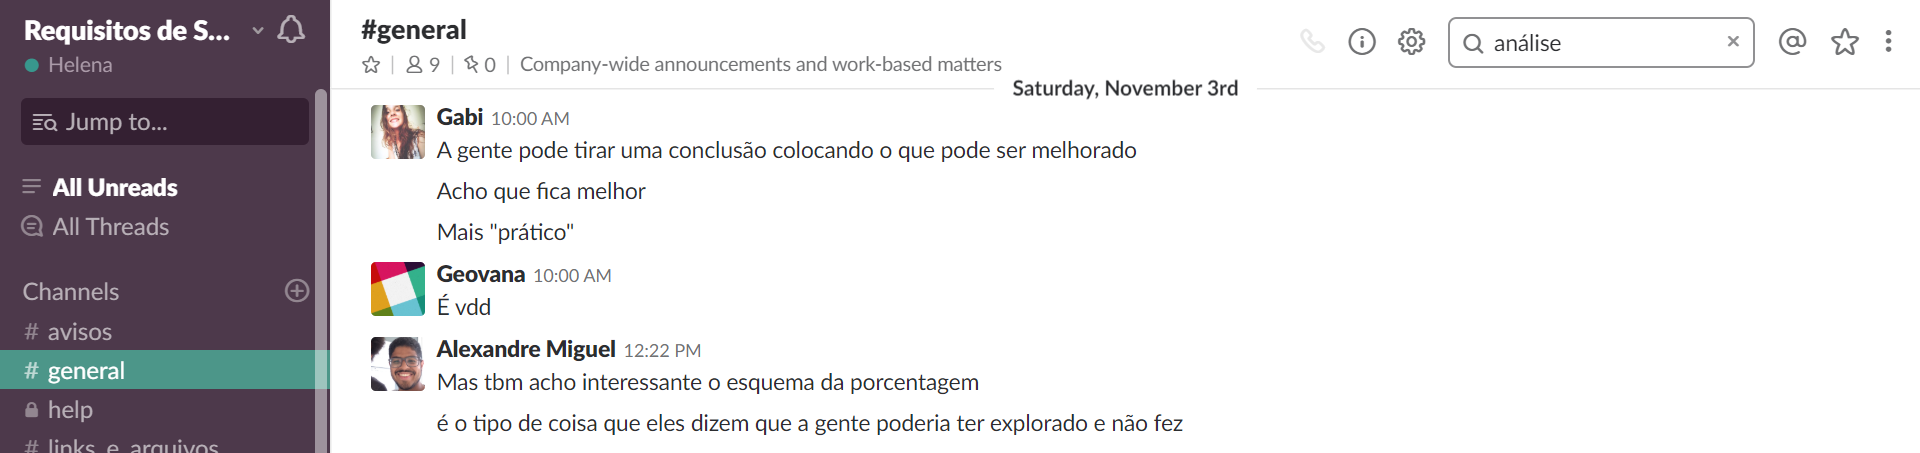 Requisitos de S...
Helena
Jump to...
All Unreads
All Threads
Channels
# avisos
# general
help
# links_e_arquivos
#general
9 | 0 | Company-wide announcements and work-based matters
análise
Saturday, November 3rd
Gabi 10:00 AM
A gente pode tirar uma conclusão colocando o que pode ser melhorado
Acho que fica melhor
Mais "prático"
Geovana 10:00 AM
É vdd
Alexandre Miguel 12:22 PM
Mas tbm acho interessante o esquema da porcentagem
é o tipo de coisa que eles dizem que a gente poderia ter explorado e não fez